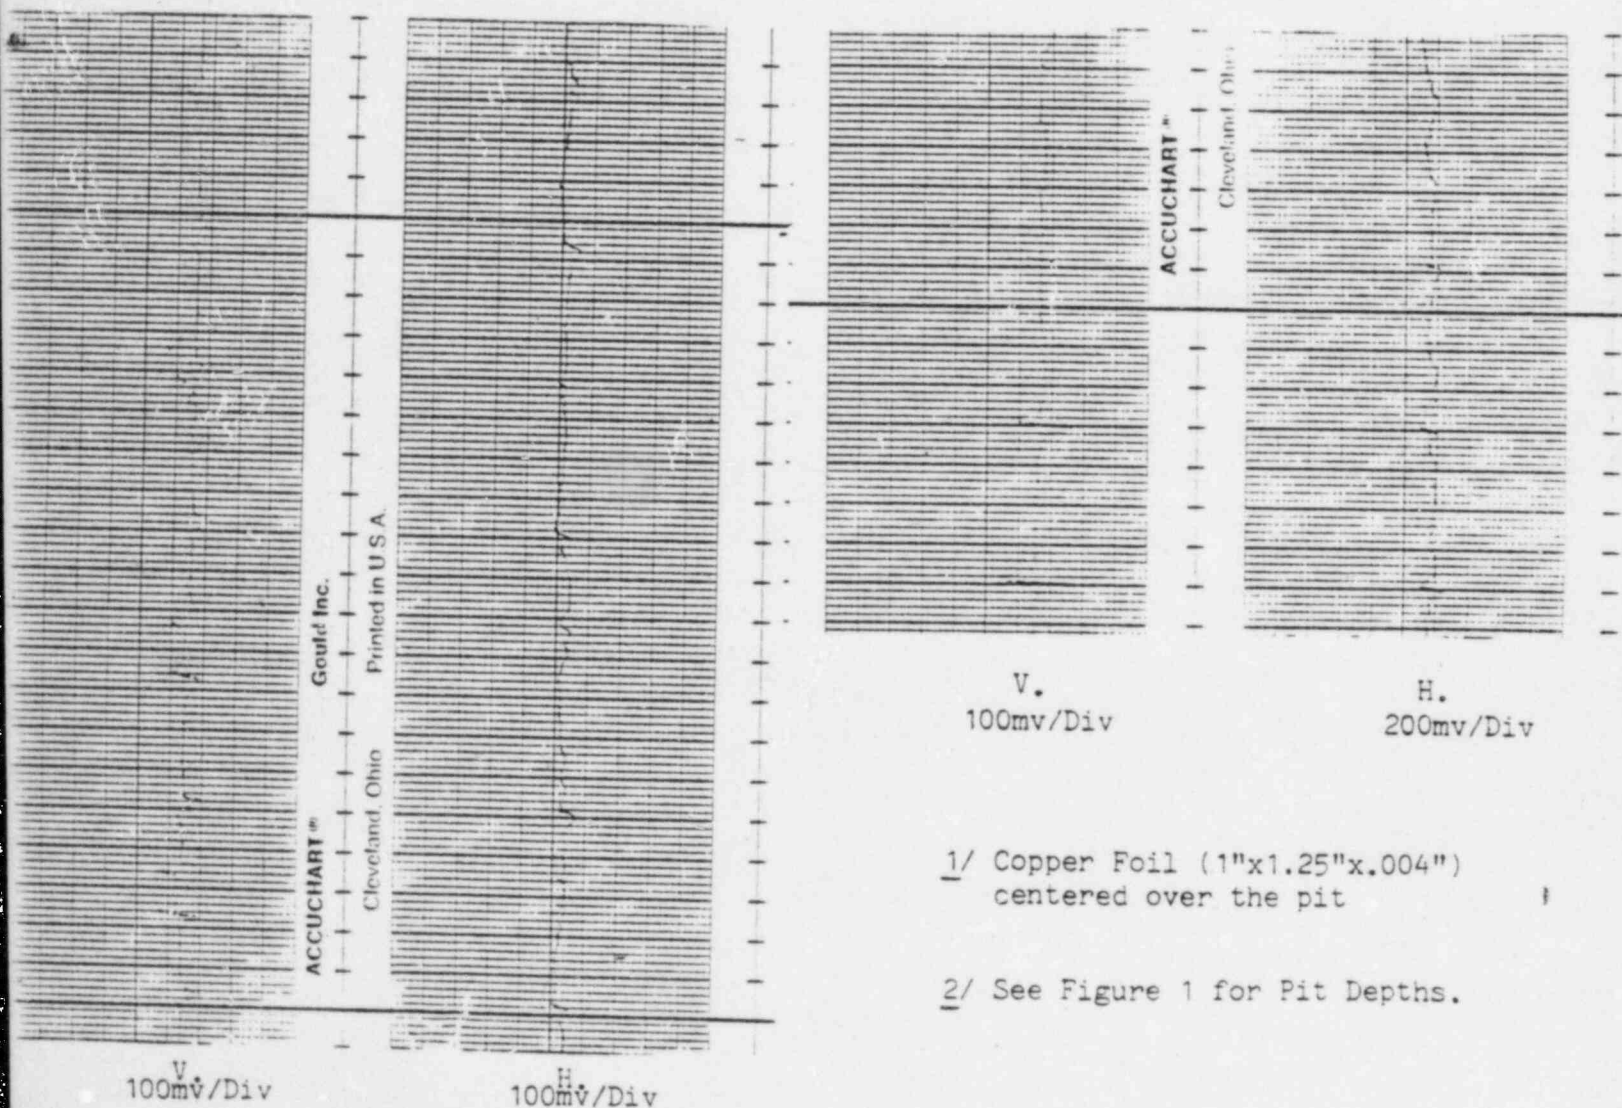 ACCUCHART®
Gould Inc.
Cleveland, Ohio
Printed in U S A
V.
100mv/Div
H.
100mv/Div
ACCUCHART®
Cleveland, Ohio
V.
100mv/Div
H.
200mv/Div
1/ Copper Foil (1"x1.25"x.004")
centered over the pit
2/ See Figure 1 for Pit Depths.